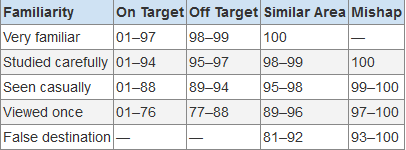 Familiarity On Target Off Target Similar Area Mishap
Very familiar 01–97 98–99 100 —
Studied carefully 01–94 95–97 98–99 100
Seen casually 01–88 89–94 95–98 99–100
Viewed once 01–76 77–88 89–96 97–100
False destination — — 81–92 93–100